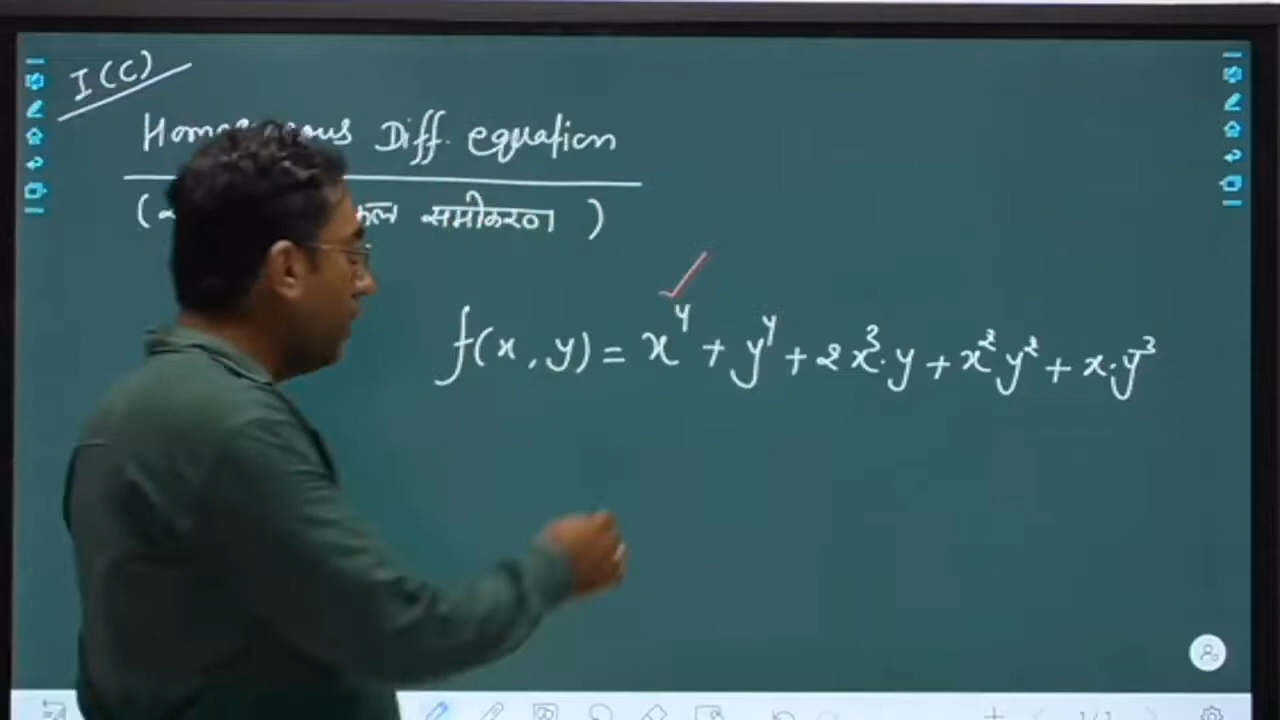 I(C)
Diff. equation
समीकरण )
f(x, y) = x⁴ + y⁴ + 2x³.y + x²y² + x.y³